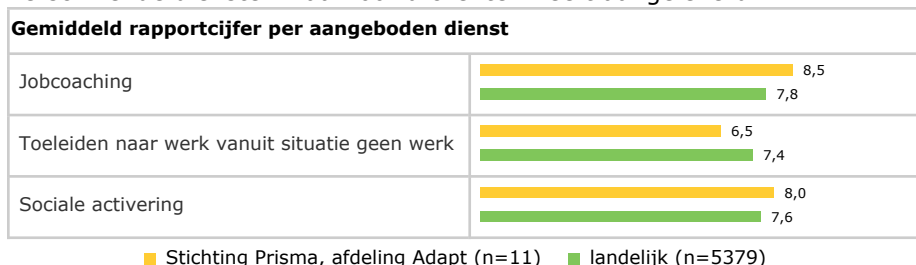 Gemiddeld rapportcijfer per aangeboden dienst
Jobcoaching
8,5
7,8
Toeleiden naar werk vanuit situatie geen werk
6,5
7,4
Sociale activering
8,0
7,6
Stichting Prisma, afdeling Adapt (n=11) landelijk (n=5379)